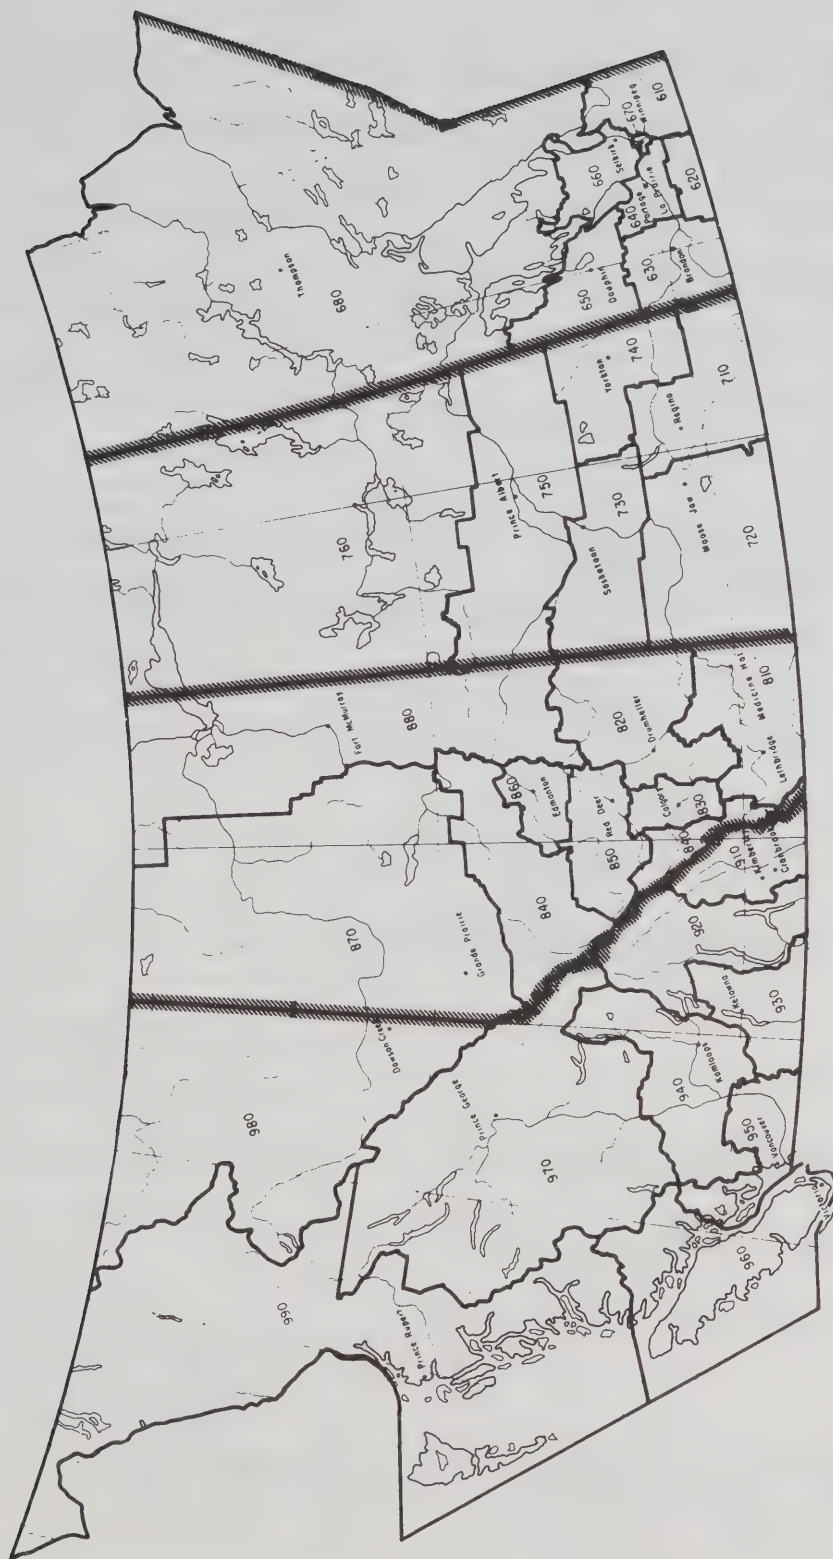 990
980
Prince Rupert
Dawson Creek
Prince George
970
960
Victoria
950
Vancouver
940
Kamloops
930
Kelowna
920
910
Kimberley
Cranbrook
870
Grande Prairie
880
Fort McMurray
840
860
Edmonton
850
Red Deer
840
Calgary
830
820
Drumheller
Lethbridge
Medicine Hat
810
760
Prince Albert
750
Saskatoon
730
Moose Jaw
720
Yorkton
740
Regina
710
Thompson
680
650
Dauphin
630
Brandon
640
Portage
La Prairie
620
660
Selkirk
670
Winnipeg
610